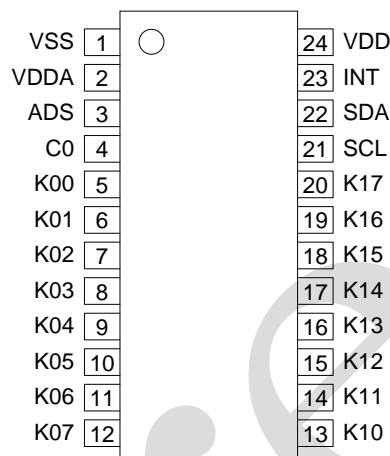 VSS 1 24 VDD
VDDA 2 23 INT
ADS 3 22 SDA
C0 4 21 SCL
K00 5 20 K17
K01 6 19 K16
K02 7 18 K15
K03 8 17 K14
K04 9 16 K13
K05 10 15 K12
K06 11 14 K11
K07 12 13 K10